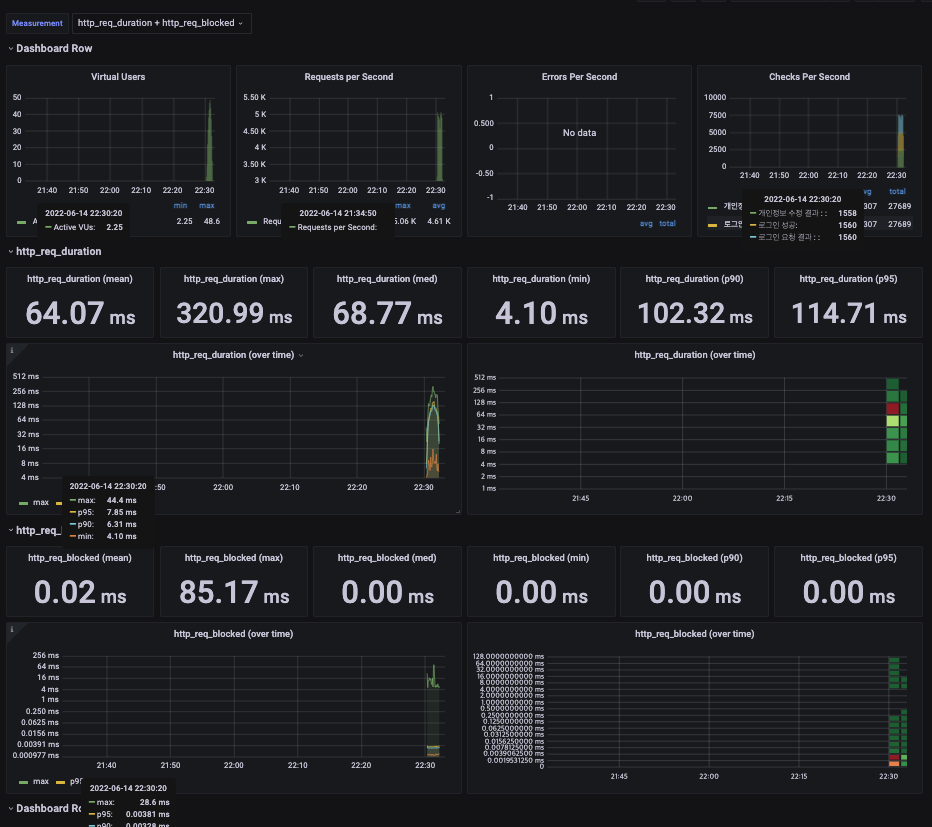 Measurement http_req_duration + http_req_blocked
Dashboard Row
Virtual Users
50
40
30
20
10
0
21:40 21:50 22:00 22:10 22:20 22:30
min max
2.25 48.6
2022-06-14 22:30:20
Active VUs: 2.25
Requests per Second
5.50 K
5 K
4.50 K
4 K
3.50 K
3 K
21:40 21:50 22:00 22:10 22:20 22:30
max avg
Requ 5.06 K 4.61 K
2022-06-14 21:34:50
Requests per Second:
Errors Per Second
1
0.500
0
-0.50
-1
No data
21:40 21:50 22:00 22:10 22:20 22:30
avg total
Checks Per Second
10000
7500
5000
2500
0
21:40 21:50 22:00 22:10 22:20 22:30
vg total
개인정 307 27689
로그인 307 27689
2022-06-14 22:30:20
개인정보 수정 결과 : : 1558
로그인 성공: 1560
로그인 요청 결과 : : 1560
http_req_duration
http_req_duration (mean)
64.07 ms
http_req_duration (max)
320.99 ms
http_req_duration (med)
68.77 ms
http_req_duration (min)
4.10 ms
http_req_duration (p90)
102.32 ms
http_req_duration (p95)
114.71 ms
http_req_duration (over time)
512 ms
256 ms
128 ms
64 ms
32 ms
16 ms
8 ms
4 ms
:50 22:00 22:10 22:20 22:30
max
2022-06-14 22:30:20
max: 44.4 ms
p95: 7.85 ms
p90: 6.31 ms
min: 4.10 ms
http_req_duration (over time)
512 ms
256 ms
128 ms
64 ms
32 ms
16 ms
8 ms
4 ms
2 ms
1 ms
21:45 22:00 22:15 22:30
http_req_l
http_req_blocked (mean)
0.02 ms
http_req_blocked (max)
85.17 ms
http_req_blocked (med)
0.00 ms
http_req_blocked (min)
0.00 ms
http_req_blocked (p90)
0.00 ms
http_req_blocked (p95)
0.00 ms
http_req_blocked (over time)
256 ms
64 ms
16 ms
4 ms
1 ms
0.250 ms
0.0625 ms
0.0156 ms
0.00391 ms
0.000977 ms
21:40 21:50 22:00 22:10 22:20 22:30
max p9
2022-06-14 22:30:20
max: 28.6 ms
p95: 0.00381 ms
p90: 0.00328 ms
http_req_blocked (over time)
128.0000000000 ms
64.0000000000 ms
32.0000000000 ms
16.0000000000 ms
8.0000000000 ms
4.0000000000 ms
2.0000000000 ms
1.0000000000 ms
0.5000000000 ms
0.2500000000 ms
0.1250000000 ms
0.0625000000 ms
0.0312500000 ms
0.0156250000 ms
0.0078125000 ms
0.0039062500 ms
0.0019531250 ms
0
21:45 22:00 22:15 22:30
Dashboard Ro